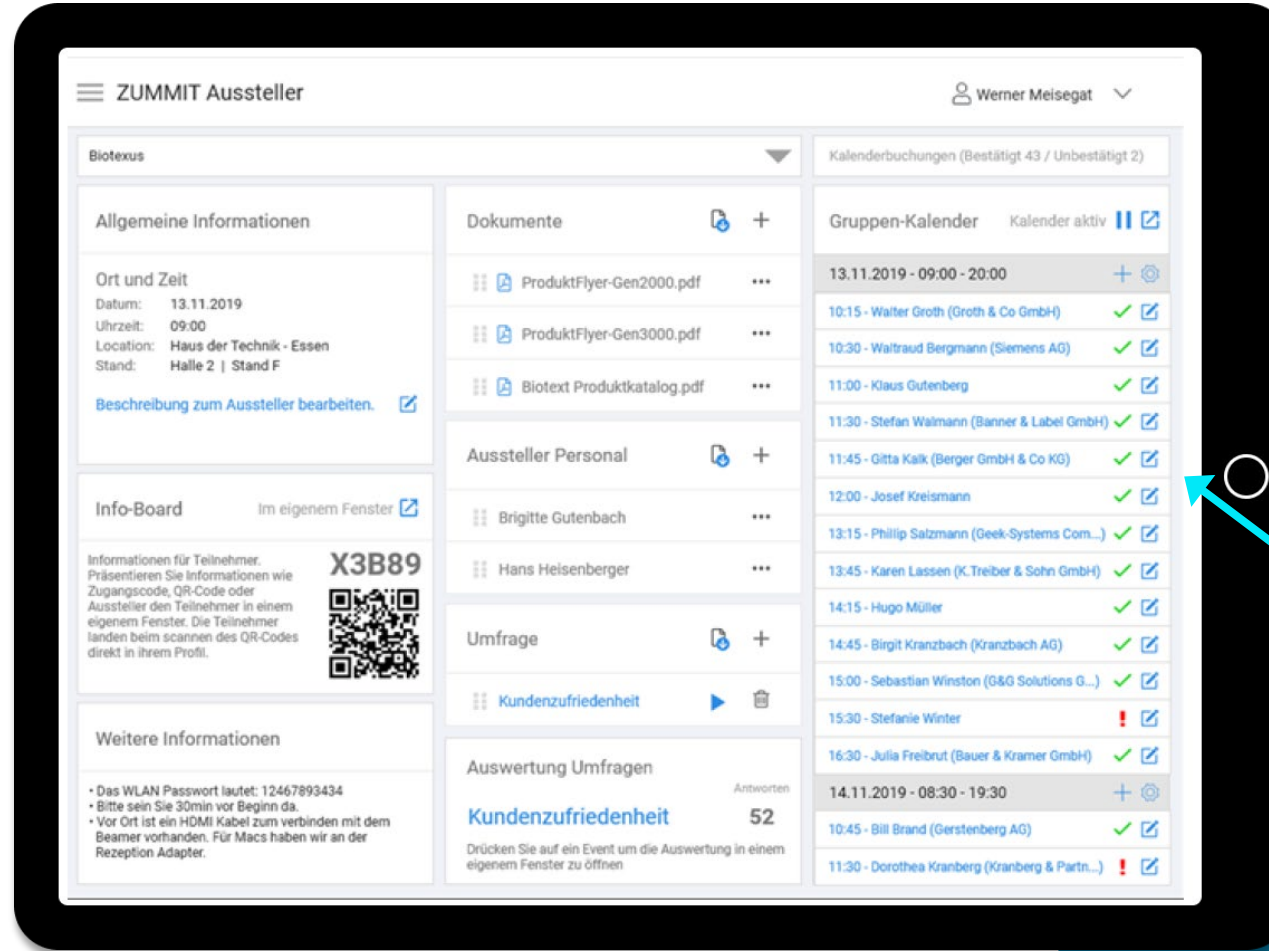 ZUMMIT Aussteller
Werner Meisegat
Biotexus
Kalenderbuchungen (Bestätigt 43 / Unbestätigt 2)
Allgemeine Informationen
Ort und Zeit
Datum: 13.11.2019
Uhrzeit: 09:00
Location: Haus der Technik - Essen
Stand: Halle 2 | Stand F
Beschreibung zum Aussteller bearbeiten.
Info-Board Im eigenem Fenster
Informationen für Teilnehmer.
Präsentieren Sie Informationen wie
Zugangscode, QR-Code oder
Aussteller den Teilnehmer in einem
eigenem Fenster. Die Teilnehmer
landen beim scannen des QR-Codes
direkt in ihrem Profil.
X3B89
Weitere Informationen
• Das WLAN Passwort lautet: 12467893434
• Bitte sein Sie 30min vor Beginn da.
• Vor Ort ist ein HDMI Kabel zum verbinden mit dem
Beamer vorhanden. Für Macs haben wir an der
Rezeption Adapter.
Dokumente
ProduktFlyer-Gen2000.pdf
ProduktFlyer-Gen3000.pdf
Biotext Produktkatalog.pdf
Aussteller Personal
Brigitte Gutenbach
Hans Heisenberger
Umfrage
Kundenzufriedenheit
Auswertung Umfragen
Antworten
Kundenzufriedenheit 52
Drücken Sie auf ein Event um die Auswertung in einem
eigenem Fenster zu öffnen
Gruppen-Kalender Kalender aktiv
13.11.2019 - 09:00 - 20:00
10:15 - Walter Groth (Groth & Co GmbH)
10:30 - Waltraud Bergmann (Siemens AG)
11:00 - Klaus Gutenberg
11:30 - Stefan Walmann (Banner & Label GmbH)
11:45 - Gitta Kalk (Berger GmbH & Co KG)
12:00 - Josef Kreismann
13:15 - Phillip Salzmann (Geek-Systems Com...)
13:45 - Karen Lassen (K.Treiber & Sohn GmbH)
14:15 - Hugo Müller
14:45 - Birgit Kranzbach (Kranzbach AG)
15:00 - Sebastian Winston (G&G Solutions G...)
15:30 - Stefanie Winter
16:30 - Julia Freibrut (Bauer & Kramer GmbH)
14.11.2019 - 08:30 - 19:30
10:45 - Bill Brand (Gerstenberg AG)
11:30 - Dorothea Kranberg (Kranberg & Partn...)